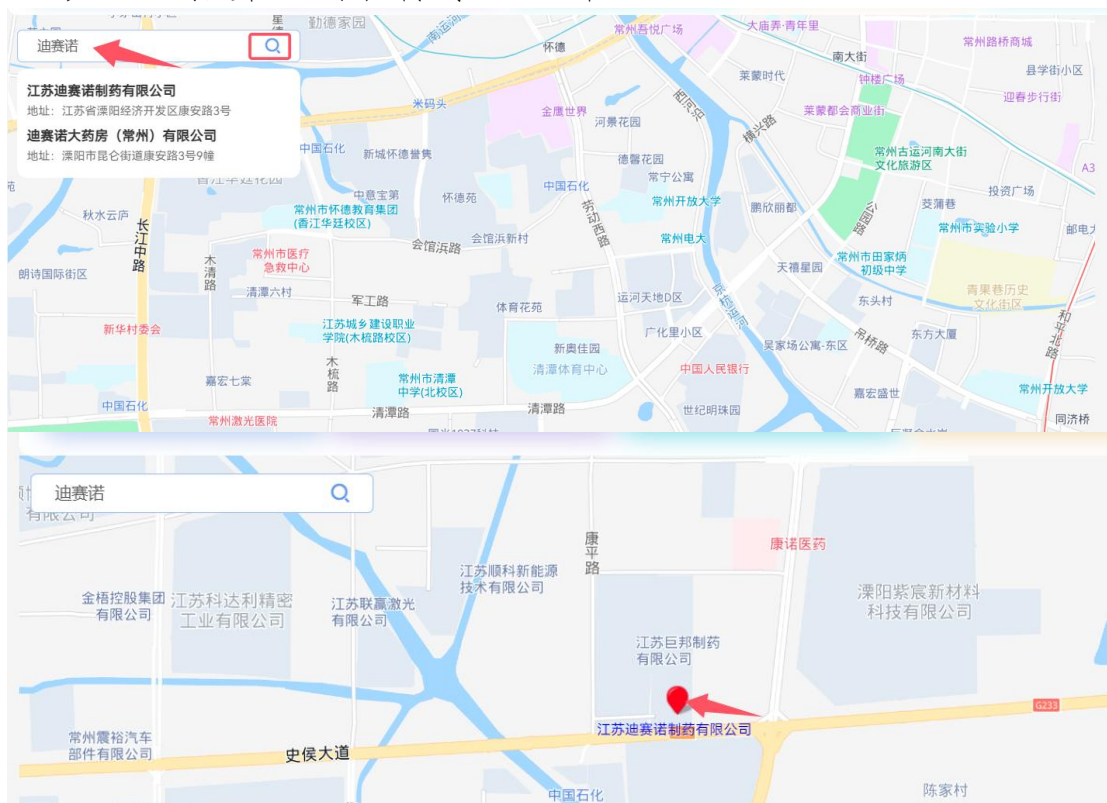 勤德家园
南运河
常州吾悦广场
大庙弄·青年里
迪赛诺
怀德
南大街
常州路桥商城
莱蒙时代
钟楼广场
县学街小区
江苏迪赛诺制药有限公司
地址：江苏省溧阳经济开发区康安路3号
迎春步行街
米码头
金鹰世界
西河沿
莱蒙都会商业街
河景花园
横兴路
迪赛诺大药房（常州）有限公司
地址：溧阳市昆仑街道康安路3号9幢
中国石化
新城怀德誉隽
德馨花园
常州古运河南大街
文化旅游区
A3
常宁公寓
中国石化
中意宝第
怀德苑
常州开放大学
投资广场
常州市怀德教育集团
(香江华廷校区)
劳动西路
鹏欣丽都
公园路
茭蒲巷
秋水云庐
长江中路
常州市实验小学
会馆浜路
会馆浜新村
常州电大
常州市医疗
急救中心
木清路
常州市田家炳
初级中学
天禧星园
朗诗国际街区
清潭六村
军工路
体育花苑
运河天地D区
京杭运河
东头村
青果巷历史
文化街区
和平北路
新华村委会
江苏城乡建设职业
学院(木梳路校区)
广化里小区
吊桥路
东方大厦
新奥佳园
吴家场公寓-东区
木梳路
清潭体育中心
中国人民银行
嘉宏七棠
常州市清潭
中学(北校区)
嘉宏盛世
常州开放大学
中国石化
清潭路
清潭路
世纪明珠园
常州激光医院
同济桥
迪赛诺
有限公司
康平路
康诺医药
江苏顺科新能源
技术有限公司
金梧控股集团
有限公司
江苏科达利精密
工业有限公司
江苏联赢激光
有限公司
溧阳紫宸新材料
科技有限公司
江苏巨邦制药
有限公司
G233
江苏迪赛诺制药有限公司
常州震裕汽车
部件有限公司
史侯大道
中国石化
陈家村